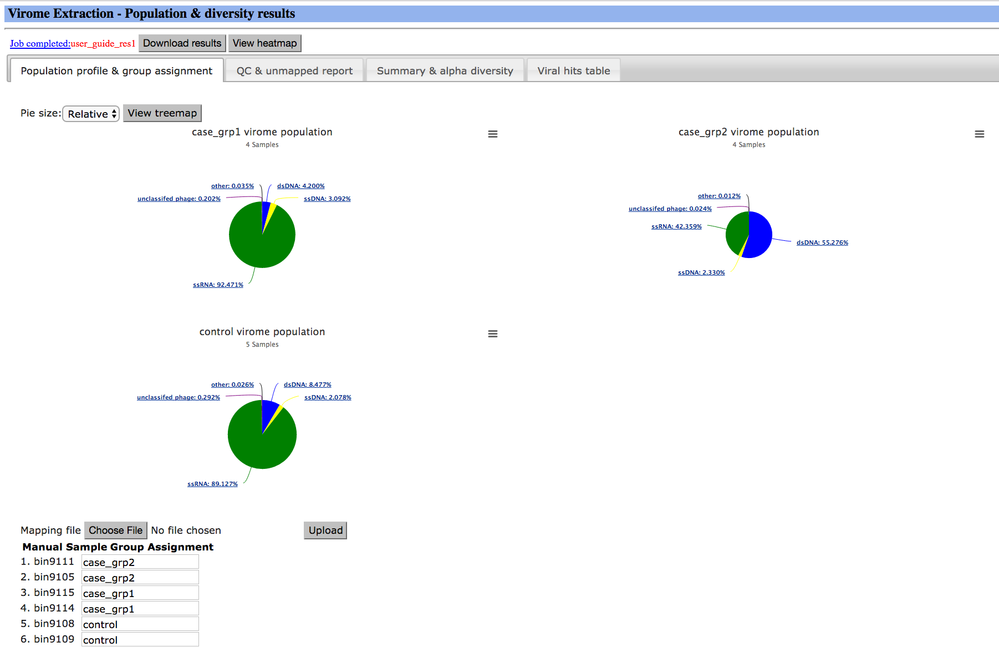 Virome Extraction - Population & diversity results
Job completed:user_guide_res1 Download results View heatmap
Population profile & group assignment QC & unmapped report Summary & alpha diversity Viral hits table
Pie size: Relative View treemap
case_grp1 virome population
4 Samples
other: 0.035% dsDNA: 4.200%
unclassifed phage: 0.202% ssDNA: 3.092%
ssRNA: 92.471%
case_grp2 virome population
4 Samples
other: 0.012%
unclassifed phage: 0.024%
ssRNA: 42.359%
dsDNA: 55.276%
ssDNA: 2.330%
control virome population
5 Samples
other: 0.026% dsDNA: 8.477%
unclassifed phage: 0.292% ssDNA: 2.078%
ssRNA: 89.127%
Mapping file Choose File No file chosen Upload
Manual Sample Group Assignment
1. bin9111 case_grp2
2. bin9105 case_grp2
3. bin9115 case_grp1
4. bin9114 case_grp1
5. bin9108 control
6. bin9109 control